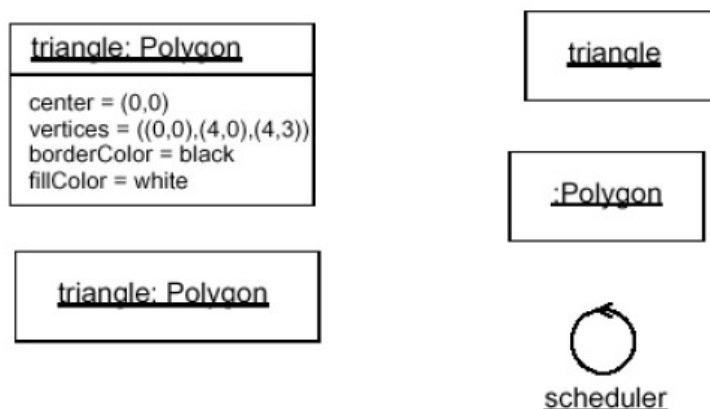 triangle: Polygon
center = (0,0)
vertices = ((0,0),(4,0),(4,3))
borderColor = black
fillColor = white
triangle: Polygon
triangle
:Polygon
scheduler